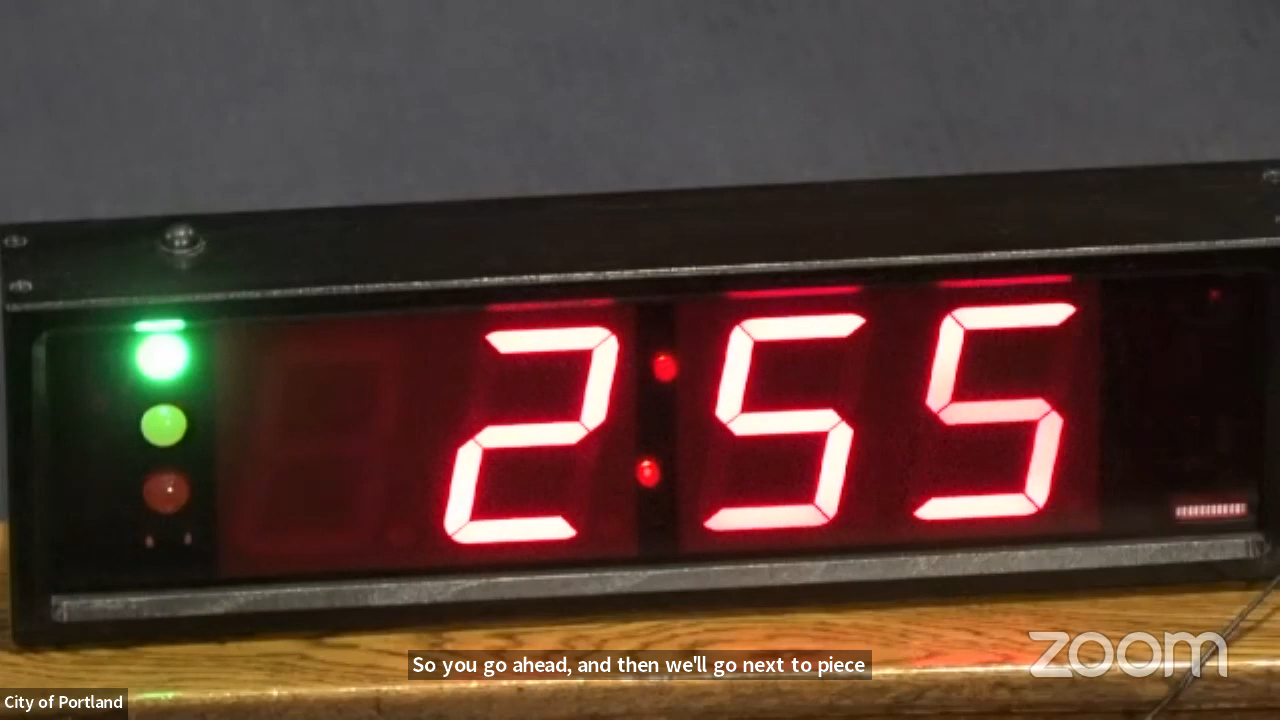 2:55
So you go ahead, and then we'll go next to piece
zoom
City of Portland